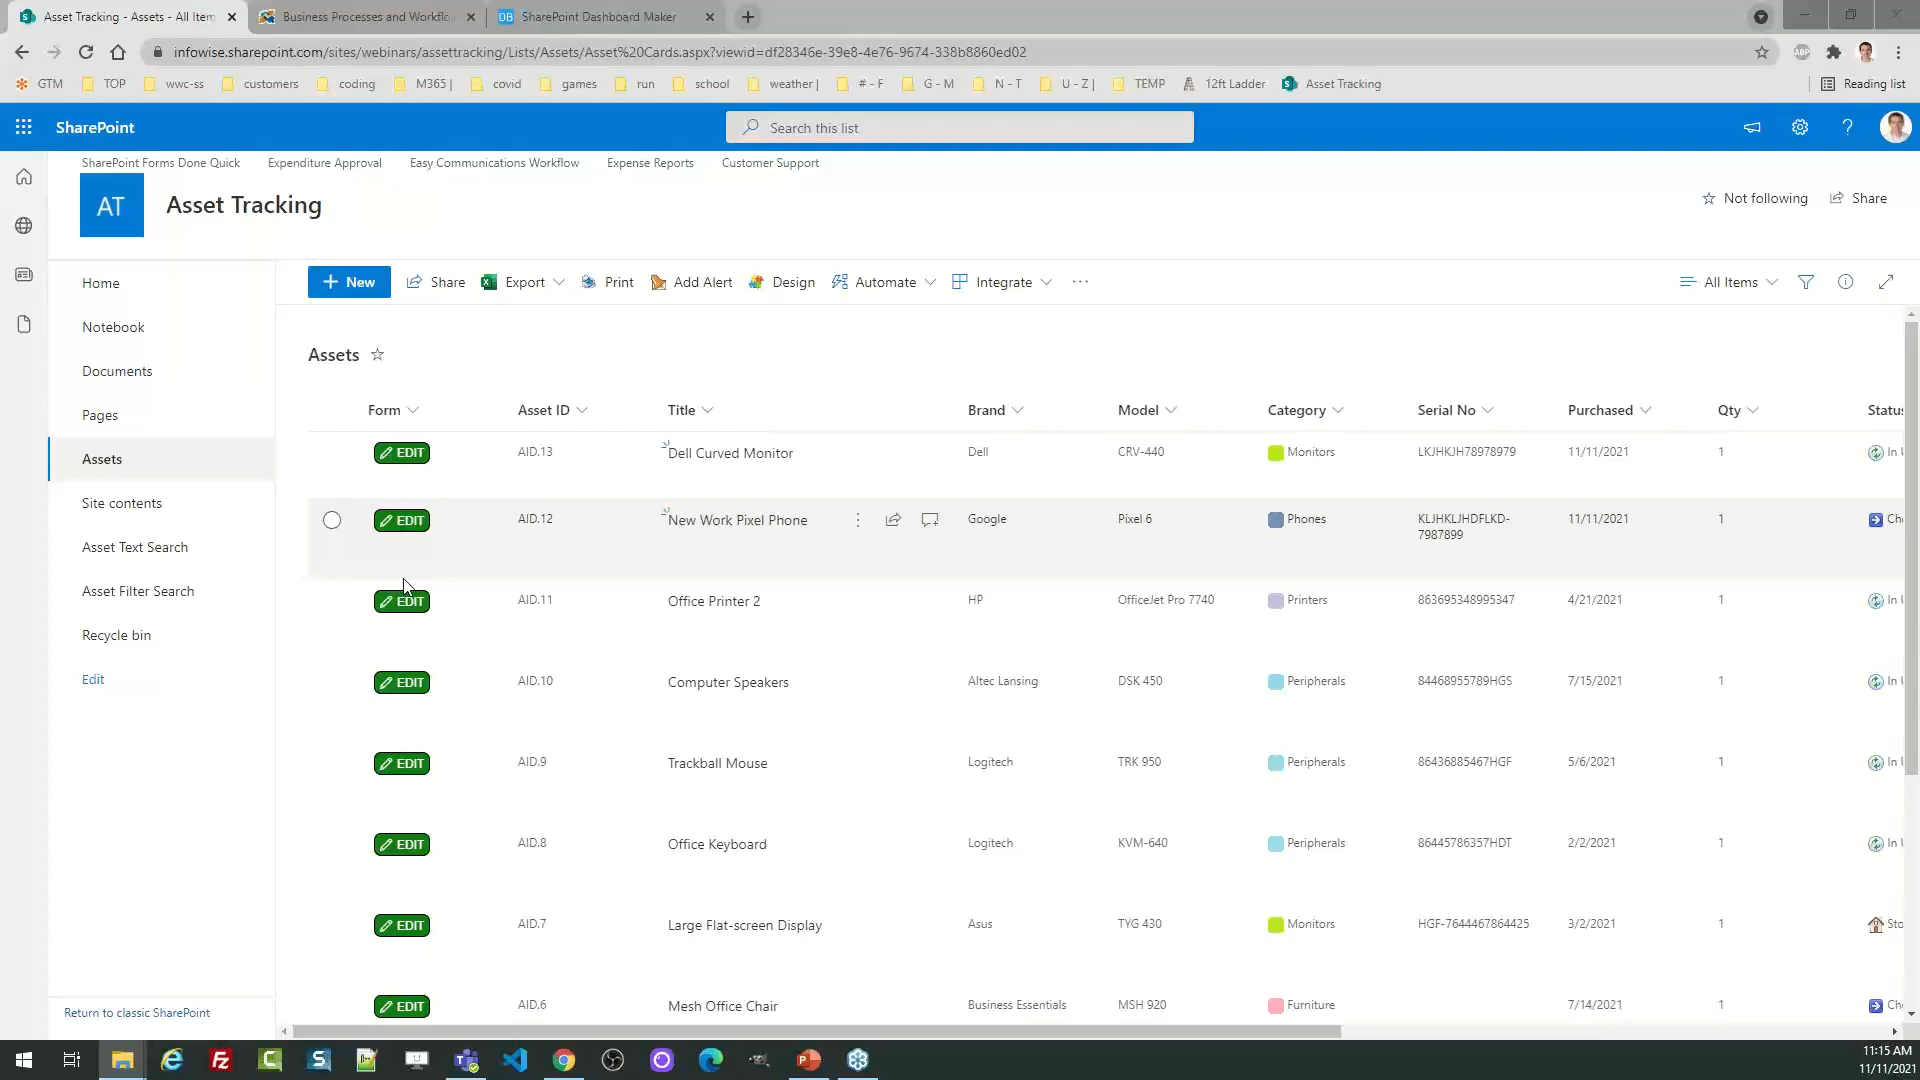 Asset Tracking - Assets - All Item
Business Processes and Workflo
DB SharePoint Dashboard Maker
infowise.sharepoint.com/sites/webinars/assettracking/Lists/Assets/Asset%20Cards.aspx?viewid=df28346e-39e8-4e76-9674-338b8860ed02
ABP
GTM TOP wwc-ss customers coding M365 | covid games run school weather | # - F G - M N - T U - Z | TEMP 12ft Ladder Asset Tracking Reading list
SharePoint Search this list
SharePoint Forms Done Quick Expenditure Approval Easy Communications Workflow Expense Reports Customer Support
AT Asset Tracking Not following Share
Home
Notebook
Documents
Pages
Assets
Site contents
Asset Text Search
Asset Filter Search
Recycle bin
Edit
Return to classic SharePoint
New Share Export Print Add Alert Design Automate Integrate ··· All Items
Assets
Form Asset ID Title Brand Model Category Serial No Purchased Qty Status
EDIT AID.13 Dell Curved Monitor Dell CRV-440 Monitors LKJHKJH78978979 11/11/2021 1 In U
EDIT AID.12 New Work Pixel Phone Google Pixel 6 Phones KLJHKLJHDFLKD-
7987899 11/11/2021 1 Che
EDIT AID.11 Office Printer 2 HP OfficeJet Pro 7740 Printers 863695348995347 4/21/2021 1 In U
EDIT AID.10 Computer Speakers Altec Lansing DSK 450 Peripherals 84468955789HGS 7/15/2021 1 In U
EDIT AID.9 Trackball Mouse Logitech TRK 950 Peripherals 86436885467HGF 5/6/2021 1 In U
EDIT AID.8 Office Keyboard Logitech KVM-640 Peripherals 86445786357HDT 2/2/2021 1 In U
EDIT AID.7 Large Flat-screen Display Asus TYG 430 Monitors HGF-7644467864425 3/2/2021 1 Sto
EDIT AID.6 Mesh Office Chair Business Essentials MSH 920 Furniture 7/14/2021 1 Che
11:15 AM
11/11/2021